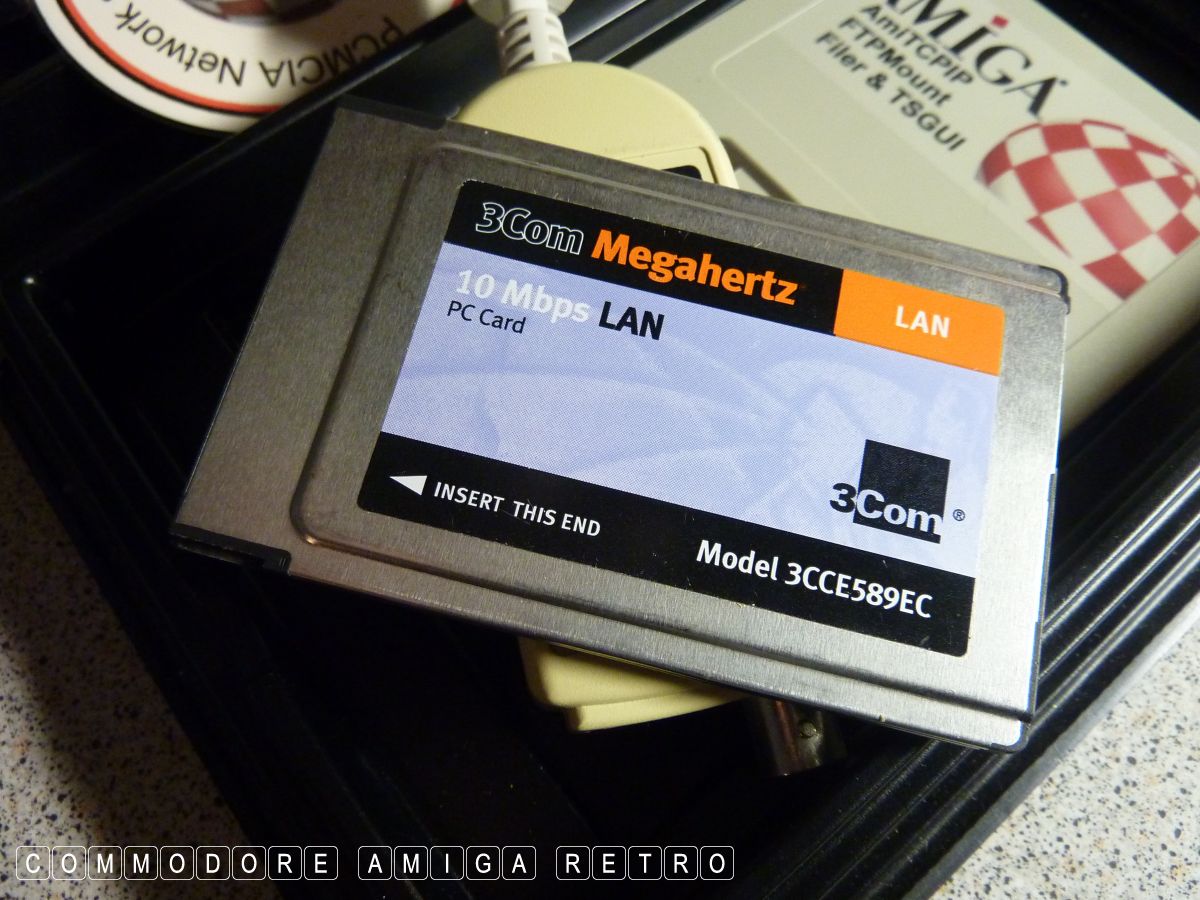 PCMCIA Network
AMIGA
AmiTCPIP
FTPMount
Filer & TSGUI
3Com Megahertz
LAN
10 Mbps LAN
PC Card
3Com®
INSERT THIS END
Model 3CCE589EC
COMMODORE AMIGA RETRO